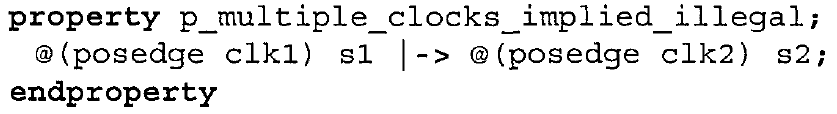 property p_multiple_clocks_implied_illegal;
@(posedge clk1) s1 |-> @(posedge clk2) s2;
endproperty